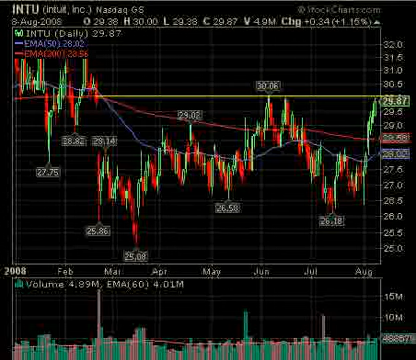 INTU (Intuit, Inc.) Nasdaq GS © StockCharts.com
8-Aug-2008 O 29.38 H 30.00 L 29.28 C 29.87 V 4.9M Chg +0.34 (+1.15%)
INTU (Daily) 29.87
EMA(50) 28.02
EMA(200) 28.56
32.0
31.5
31.0
30.5
30.0
29.87
29.5
29.0
28.56
28.02
27.5
27.0
26.5
26.0
25.5
25.0
30.06
29.02
28.82
28.14
27.75
26.58
26.18
25.86
25.08
2008 Feb Mar Apr May Jun Jul Aug
Volume 4.89M, EMA(60) 4.01M
15M
10M